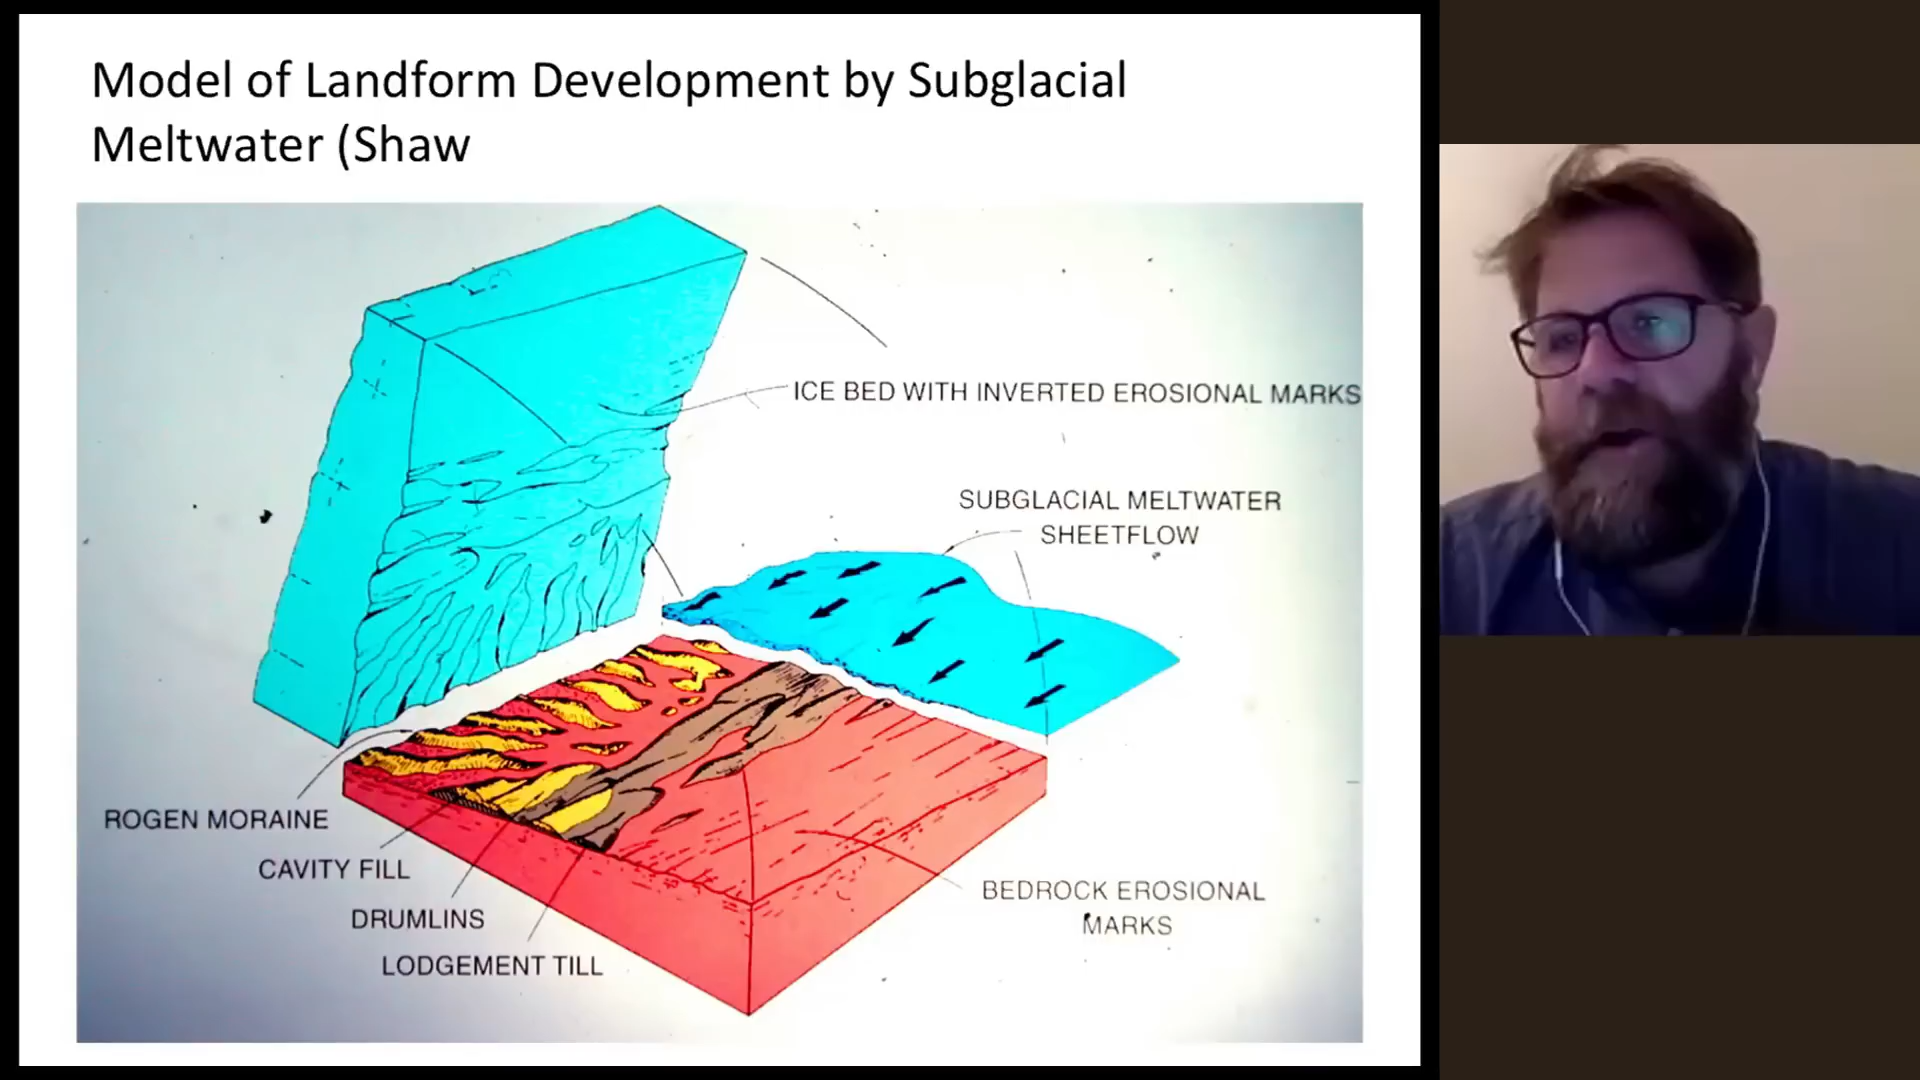 Model of Landform Development by Subglacial
Meltwater (Shaw
ICE BED WITH INVERTED EROSIONAL MARKS
SUBGLACIAL MELTWATER
SHEETFLOW
ROGEN MORAINE
CAVITY FILL
DRUMLINS
LODGEMENT TILL
BEDROCK EROSIONAL
MARKS